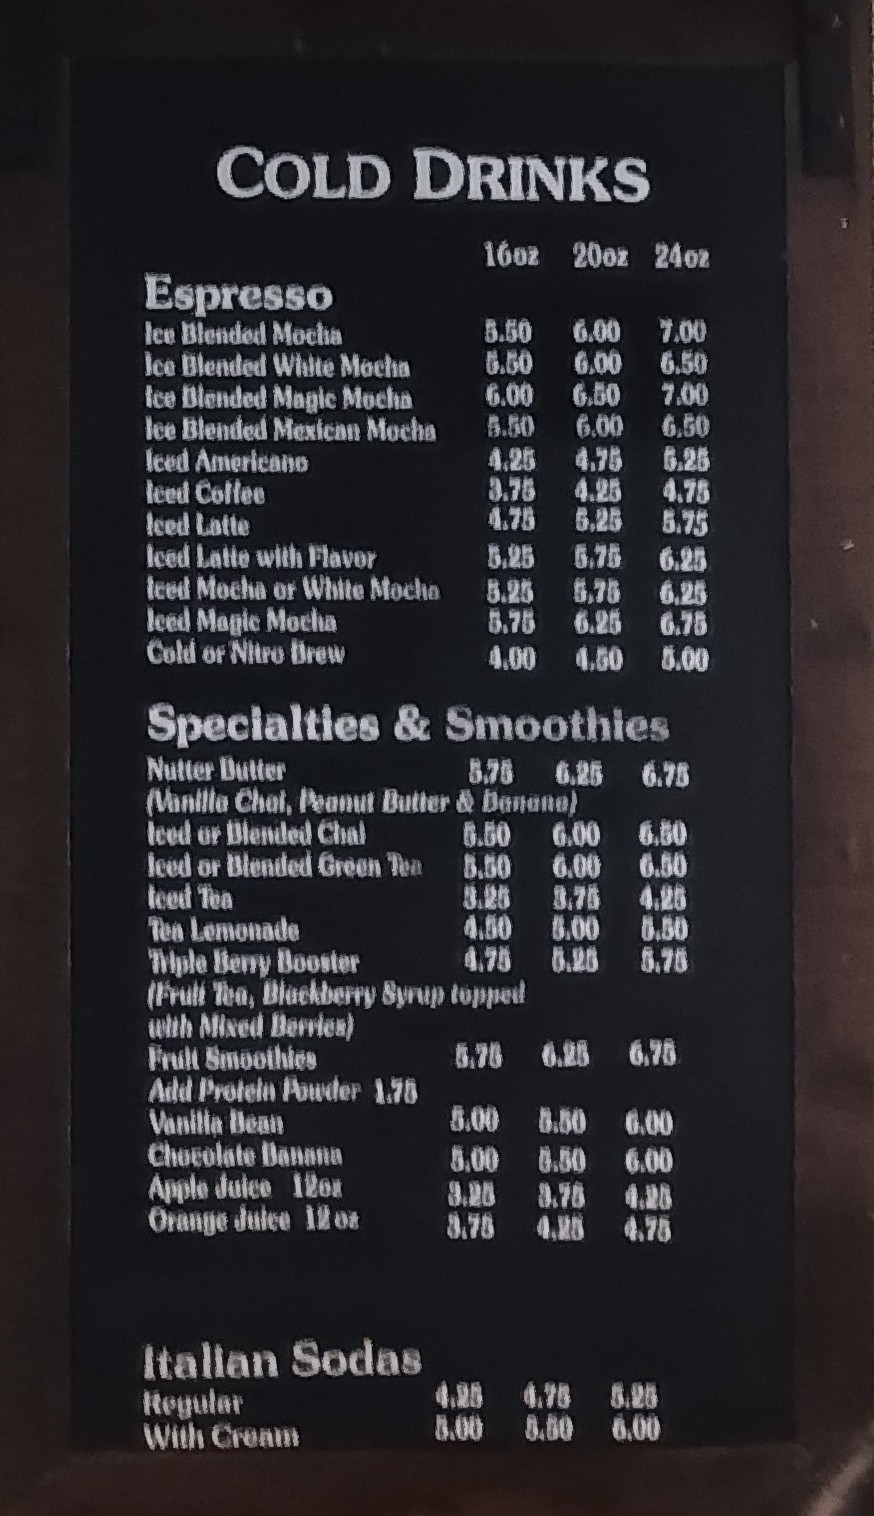 COLD DRINKS
16oz 20oz 24oz
Espresso
Ice Blended Mocha 5.50 6.00 7.00
Ice Blended White Mocha 5.50 6.00 6.50
Ice Blended Magic Mocha 6.00 6.50 7.00
Ice Blended Mexican Mocha 5.50 6.00 6.50
Iced Americano 4.25 4.75 5.25
Iced Coffee 3.75 4.25 4.75
Iced Latte 4.75 5.25 5.75
Iced Latte with Flavor 5.25 5.75 6.25
Iced Mocha or White Mocha 5.25 5.75 6.25
Iced Magic Mocha 5.75 6.25 6.75
Cold or Nitro Brew 4.00 4.50 5.00
Specialties & Smoothies
Nutter Butter 5.75 6.25 6.75
(Vanilla Chai, Peanut Butter & Banana)
Iced or Blended Chai 5.50 6.00 6.50
Iced or Blended Green Tea 5.50 6.00 6.50
Iced Tea 3.25 3.75 4.25
Tea Lemonade 4.50 5.00 5.50
Triple Berry Booster 4.75 5.25 5.75
(Fruit Tea, Blackberry Syrup topped
with Mixed Berries)
Fruit Smoothies 5.75 6.25 6.75
Add Protein Powder 1.75
Vanilla Bean 5.00 5.50 6.00
Chocolate Banana 5.00 5.50 6.00
Apple Juice 12oz 3.25 3.75 4.25
Orange Juice 12 oz 3.75 4.25 4.75
Italian Sodas
Regular 4.25 4.75 5.25
With Cream 5.00 5.50 6.00